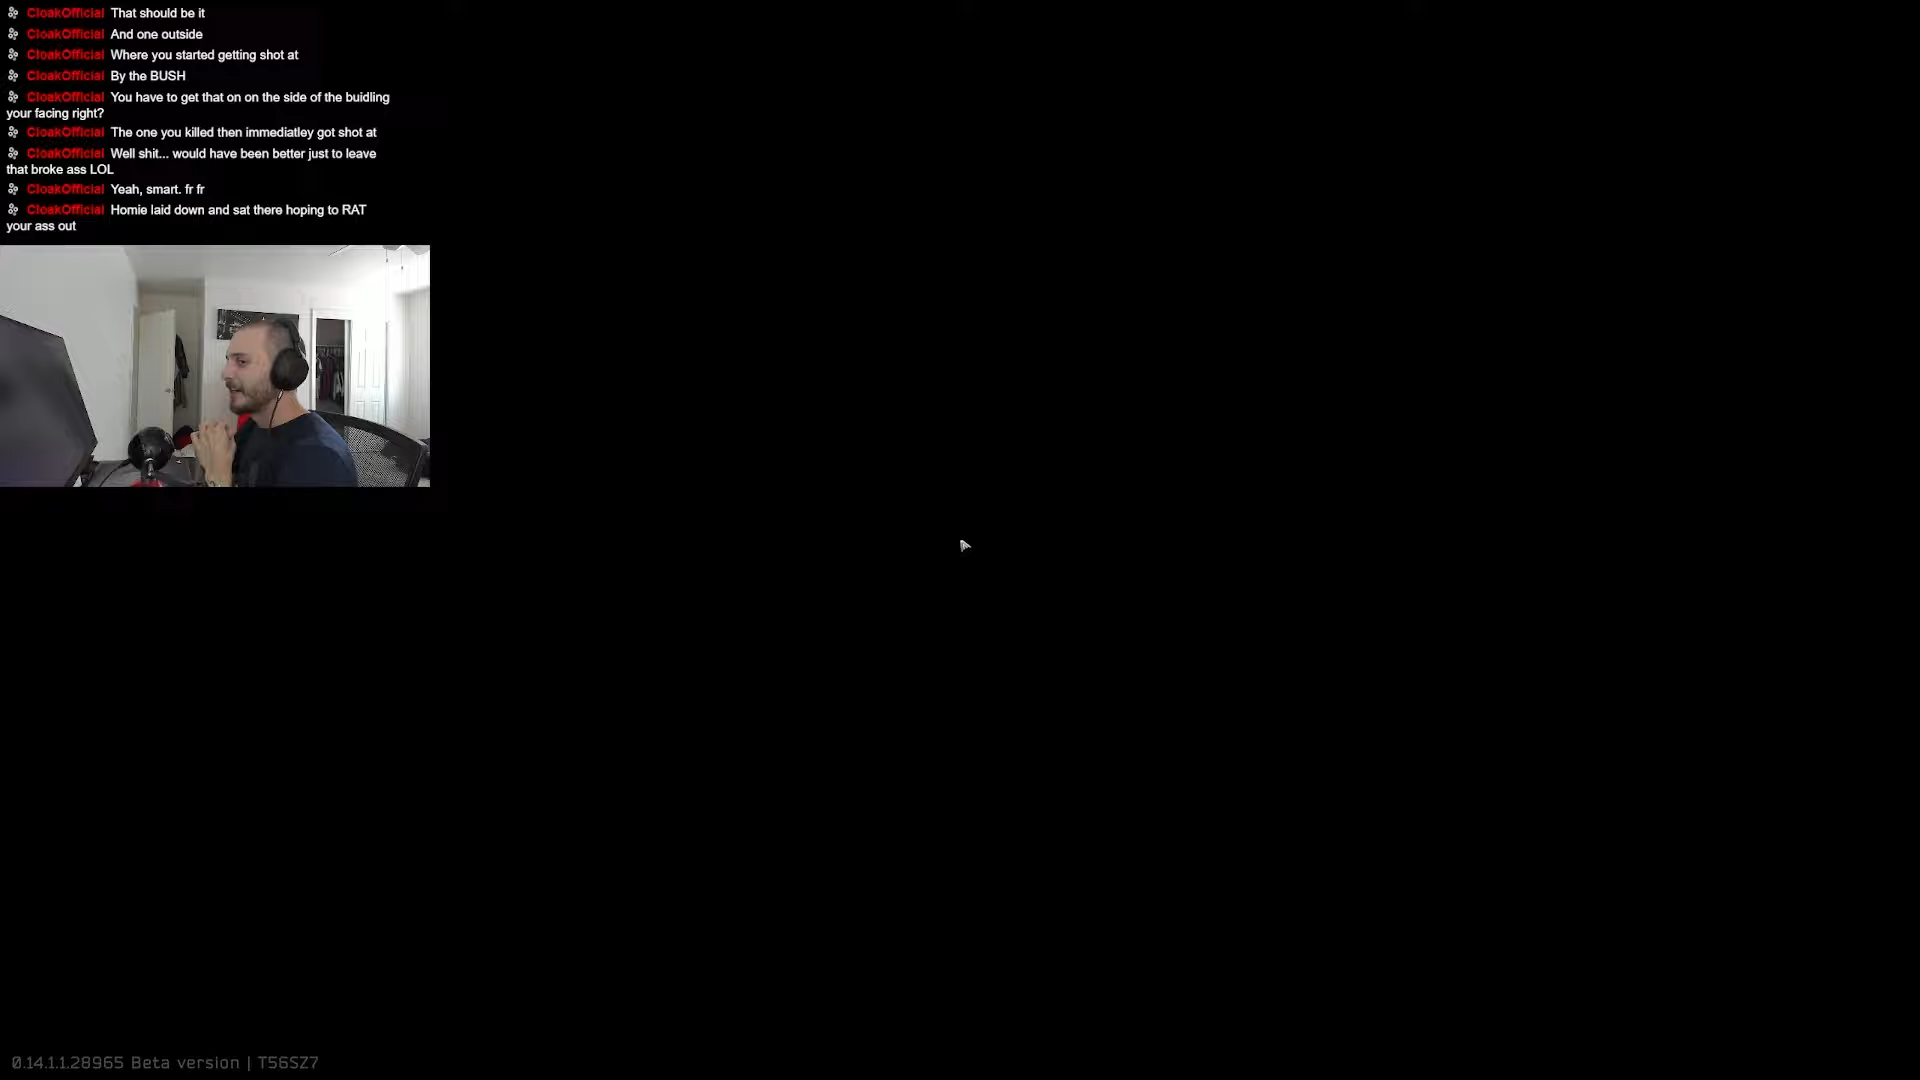 CloakOfficial That should be it
CloakOfficial And one outside
CloakOfficial Where you started getting shot at
CloakOfficial By the BUSH
CloakOfficial You have to get that on on the side of the buidling
your facing right?
CloakOfficial The one you killed then immediatley got shot at
CloakOfficial Well shit... would have been better just to leave
that broke ass LOL
CloakOfficial Yeah, smart. fr fr
CloakOfficial Homie laid down and sat there hoping to RAT
your ass out
0.14.1.1.28965 Beta version | T56SZ7